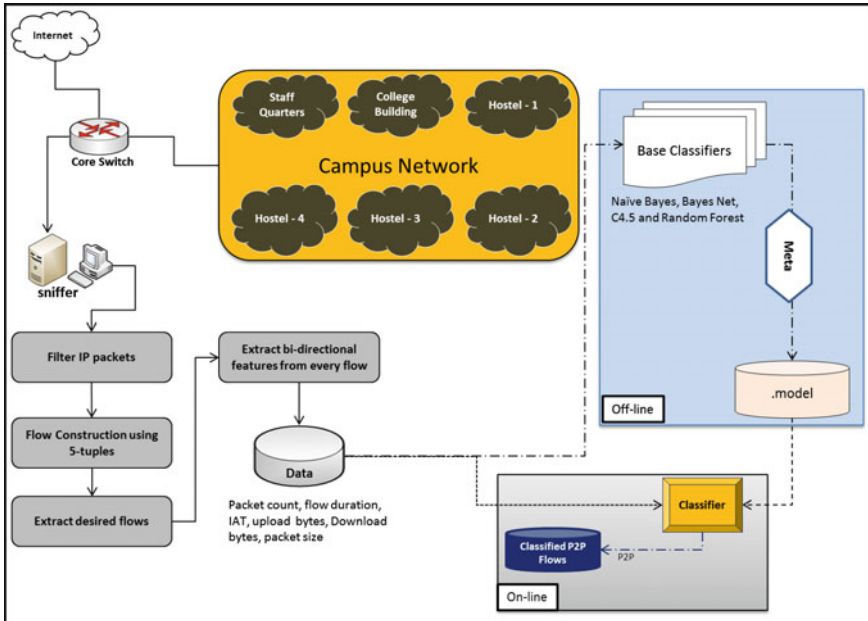 Internet
Core Switch
Staff
Quarters
College
Building
Hostel - 1
Campus Network
Hostel - 4
Hostel - 3
Hostel - 2
sniffer
Filter IP packets
Flow Construction using
5-tuples
Extract desired flows
Extract bi-directional
features from every flow
Data
Packet count, flow duration,
IAT, upload bytes, Download
bytes, packet size
Base Classifiers
Naïve Bayes, Bayes Net,
C4.5 and Random Forest
Meta
.model
Off-line
Classifier
Classified P2P
Flows
P2P
On-line